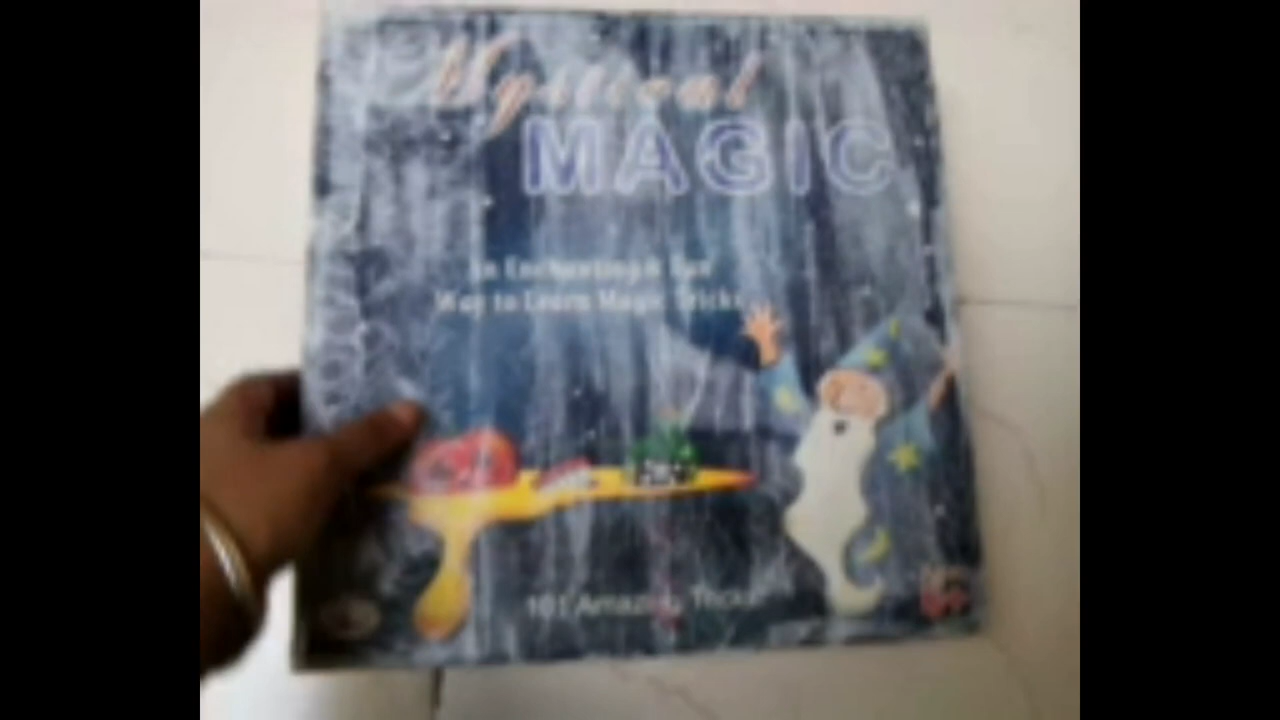 Mystical
MAGIC
An Enchanting & Fun
Way to Learn Magic Tricks
101 Amazing Tricks